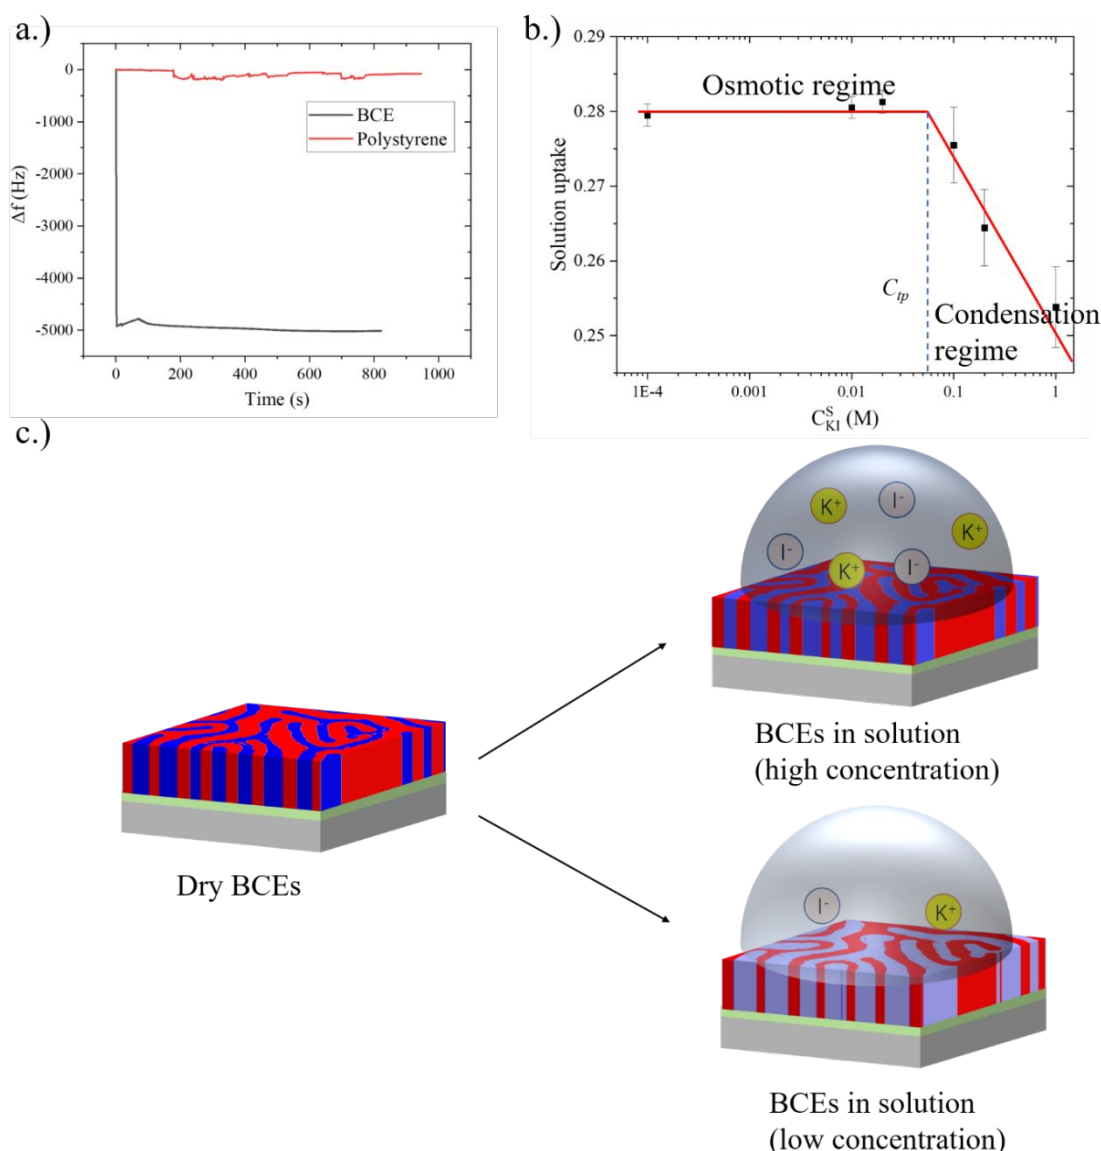 a.)
0
-1000
-2000
-3000
-4000
-5000
Δf (Hz)
BCE
Polystyrene
0
200
400
600
800
1000
Time (s)
b.)
0.29
0.28
0.27
0.26
0.25
Solution uptake
Osmotic regime
C_tp
Condensation
regime
1E-4
0.001
0.01
0.1
1
C^S_KI (M)
c.)
K⁺
I⁻
K⁺
I⁻
K⁺
I⁻
BCEs in solution
(high concentration)
Dry BCEs
I⁻
K⁺
BCEs in solution
(low concentration)